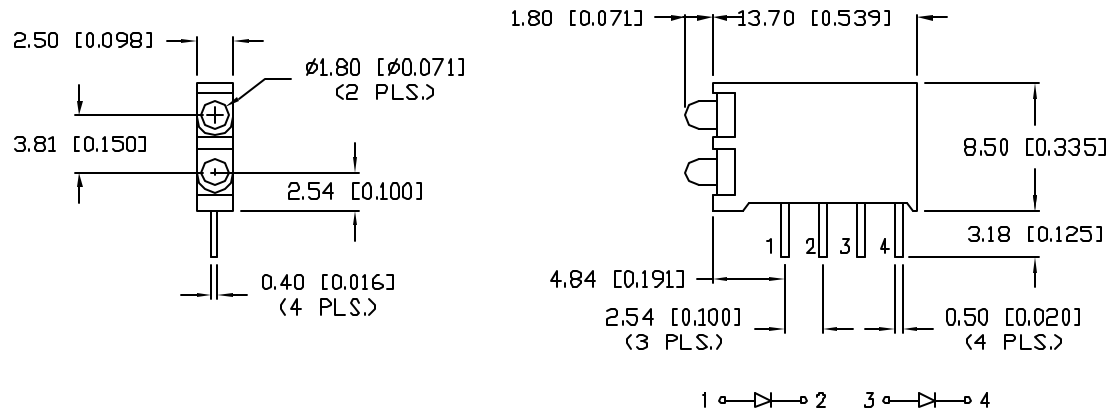 1.80 [0.071]
13.70 [0.539]
2.50 [0.098]
ø1.80 [ø0.071]
(2 PLS.)
3.81 [0.150]
8.50 [0.335]
2.54 [0.100]
1 2 3 4
3.18 [0.125]
0.40 [0.016]
(4 PLS.)
4.84 [0.191]
2.54 [0.100]
(3 PLS.)
0.50 [0.020]
(4 PLS.)
1 2 3 4